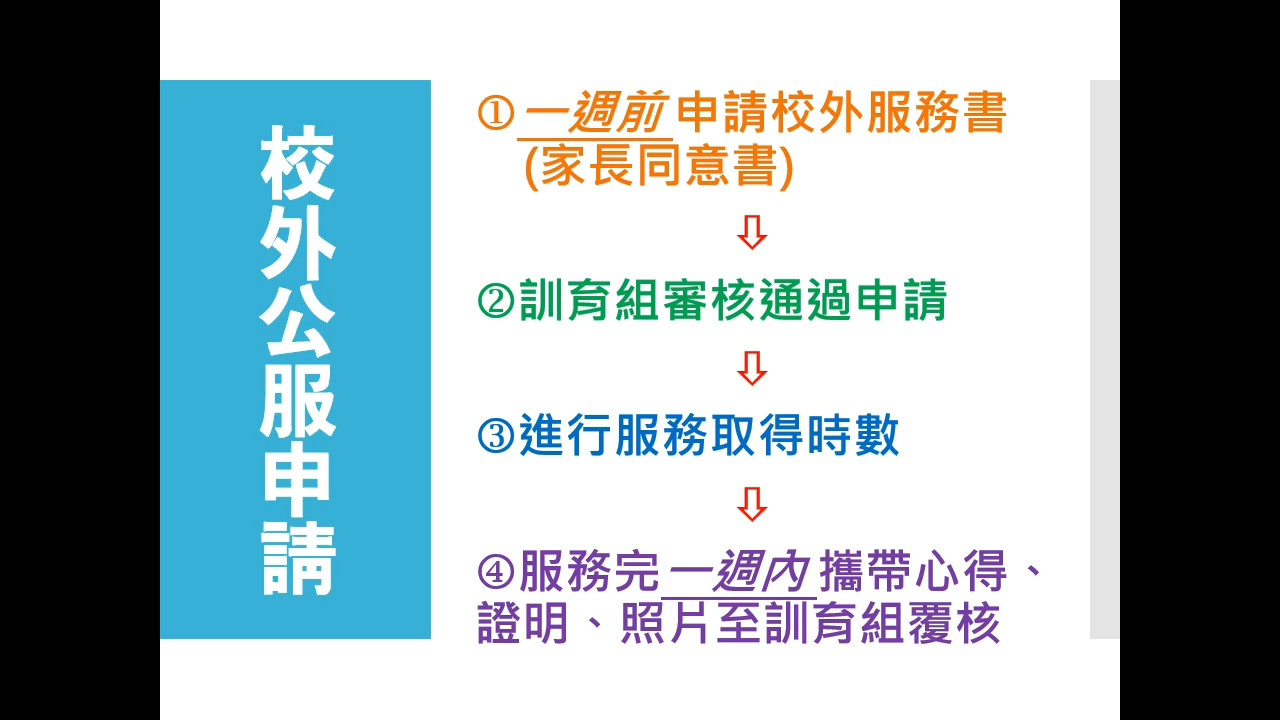 校外公服申請
①一週前申請校外服務書
(家長同意書)
②訓育組審核通過申請
③進行服務取得時數
④服務完一週內攜帶心得、
證明、照片至訓育組覆核